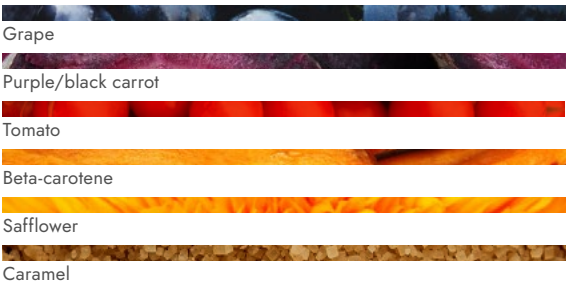 Grape
Purple/black carrot
Tomato
Beta-carotene
Safflower
Caramel